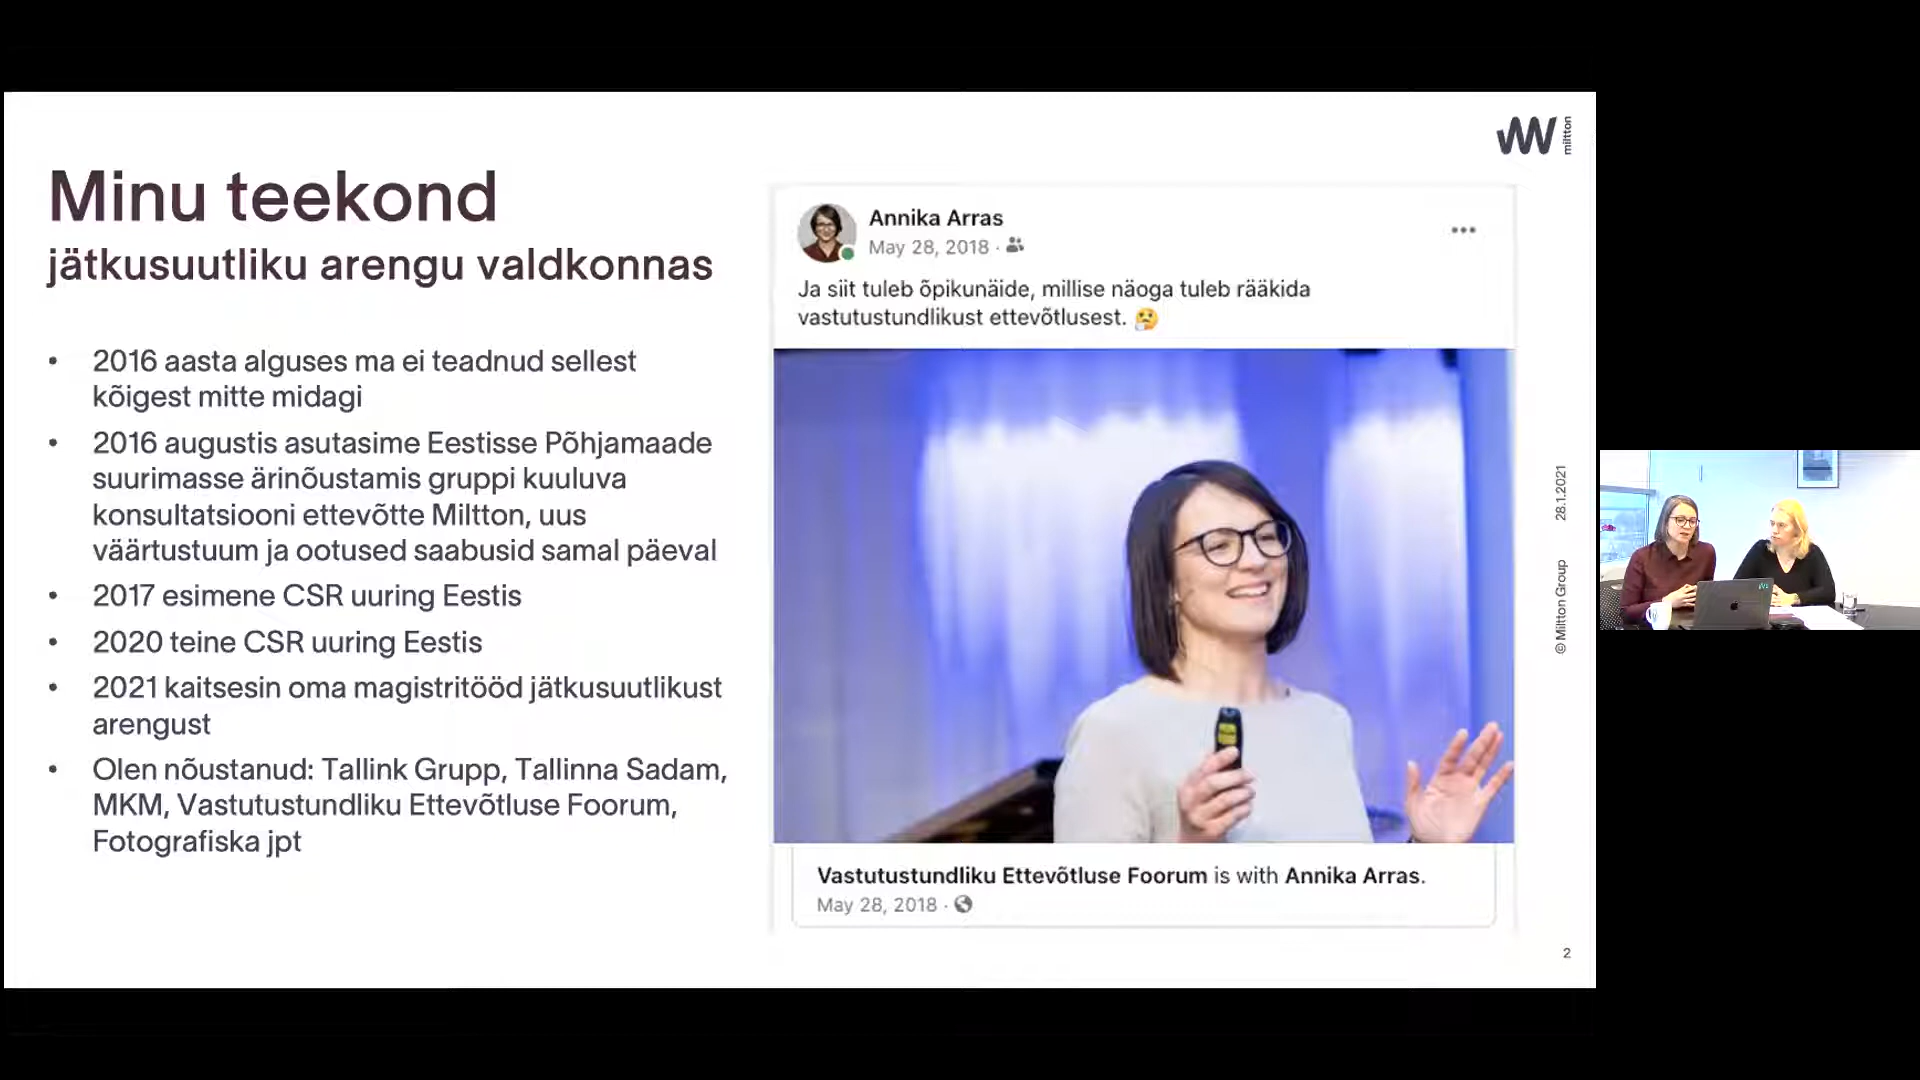 miltton
Minu teekond
jätkusuutliku arengu valdkonnas
• 2016 aasta alguses ma ei teadnud sellest
kõigest mitte midagi
• 2016 augustis asutasime Eestisse Põhjamaade
suurimasse ärinõustamis gruppi kuuluva
konsultatsiooni ettevõtte Miltton, uus
väärtustuum ja ootused saabusid samal päeval
• 2017 esimene CSR uuring Eestis
• 2020 teine CSR uuring Eestis
• 2021 kaitsesin oma magistritööd jätkusuutlikust
arengust
• Olen nõustanud: Tallink Grupp, Tallinna Sadam,
MKM, Vastutustundliku Ettevõtluse Foorum,
Fotografiska jpt
Annika Arras
May 28, 2018 ·
Ja siit tuleb õpikunäide, millise näoga tuleb rääkida
vastutustundlikust ettevõtlusest. 🤔
Vastutustundliku Ettevõtluse Foorum is with Annika Arras.
May 28, 2018 ·
28.1.2021
© Miltton Group
2